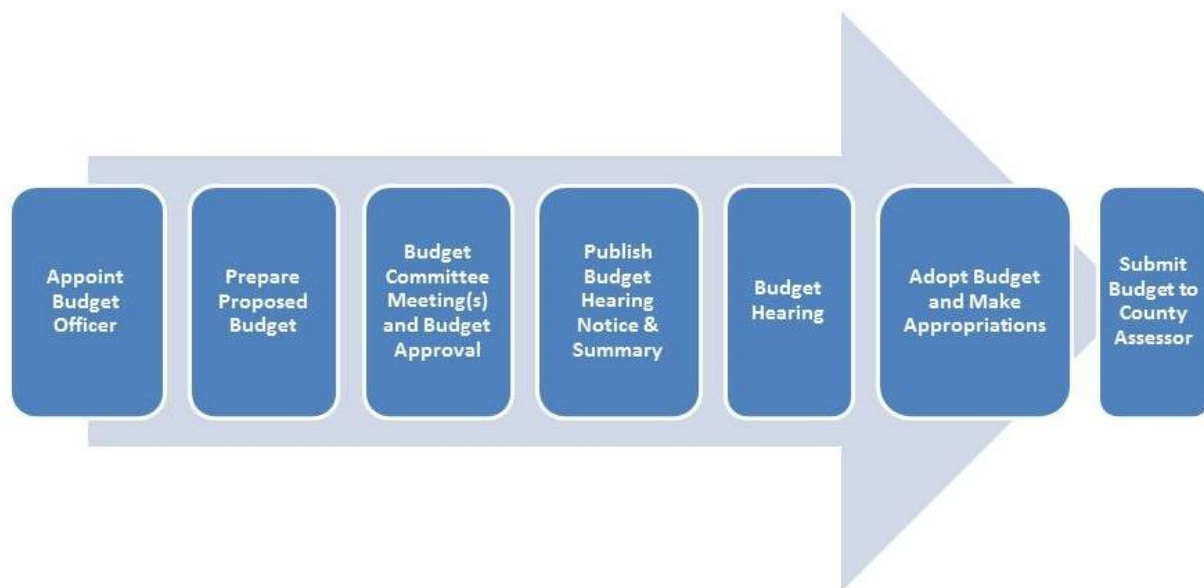 Appoint
Budget
Officer
Prepare
Proposed
Budget
Budget
Committee
Meeting(s)
and Budget
Approval
Publish
Budget
Hearing
Notice &
Summary
Budget
Hearing
Adopt Budget
and Make
Appropriations
Submit
Budget to
County
Assessor